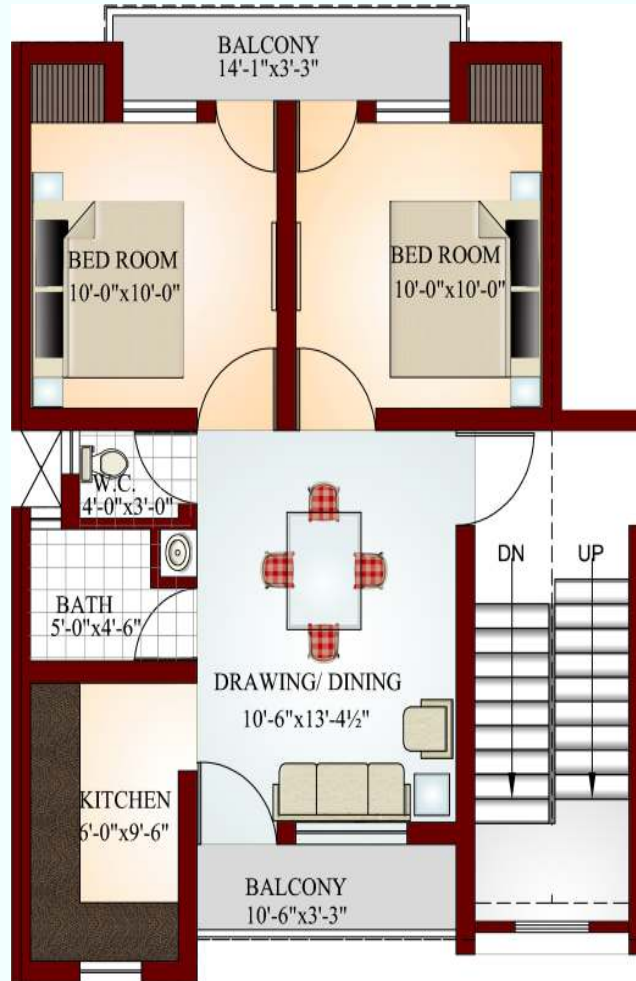 BALCONY
14'-1"x3'-3"
BED ROOM
10'-0"x10'-0"
BED ROOM
10'-0"x10'-0"
W.C.
4'-0"x3'-0"
BATH
5'-0"x4'-6"
DN
UP
DRAWING/ DINING
10'-6"x13'-4½"
KITCHEN
6'-0"x9'-6"
BALCONY
10'-6"x3'-3"